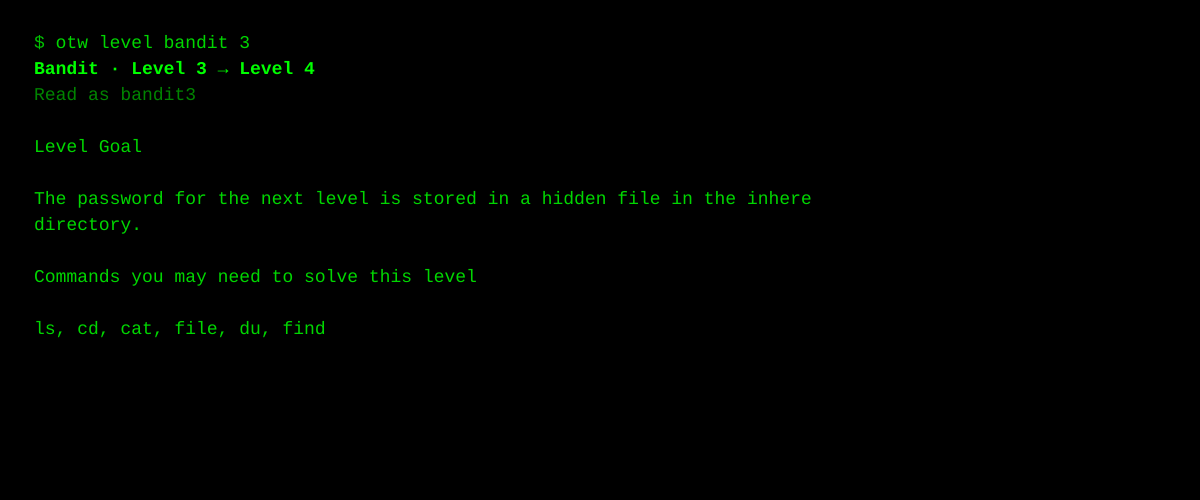 $ otw level bandit 3
Bandit · Level 3 → Level 4
Read as bandit3
Level Goal
The password for the next level is stored in a hidden file in the inhere
directory.
Commands you may need to solve this level
ls, cd, cat, file, du, find